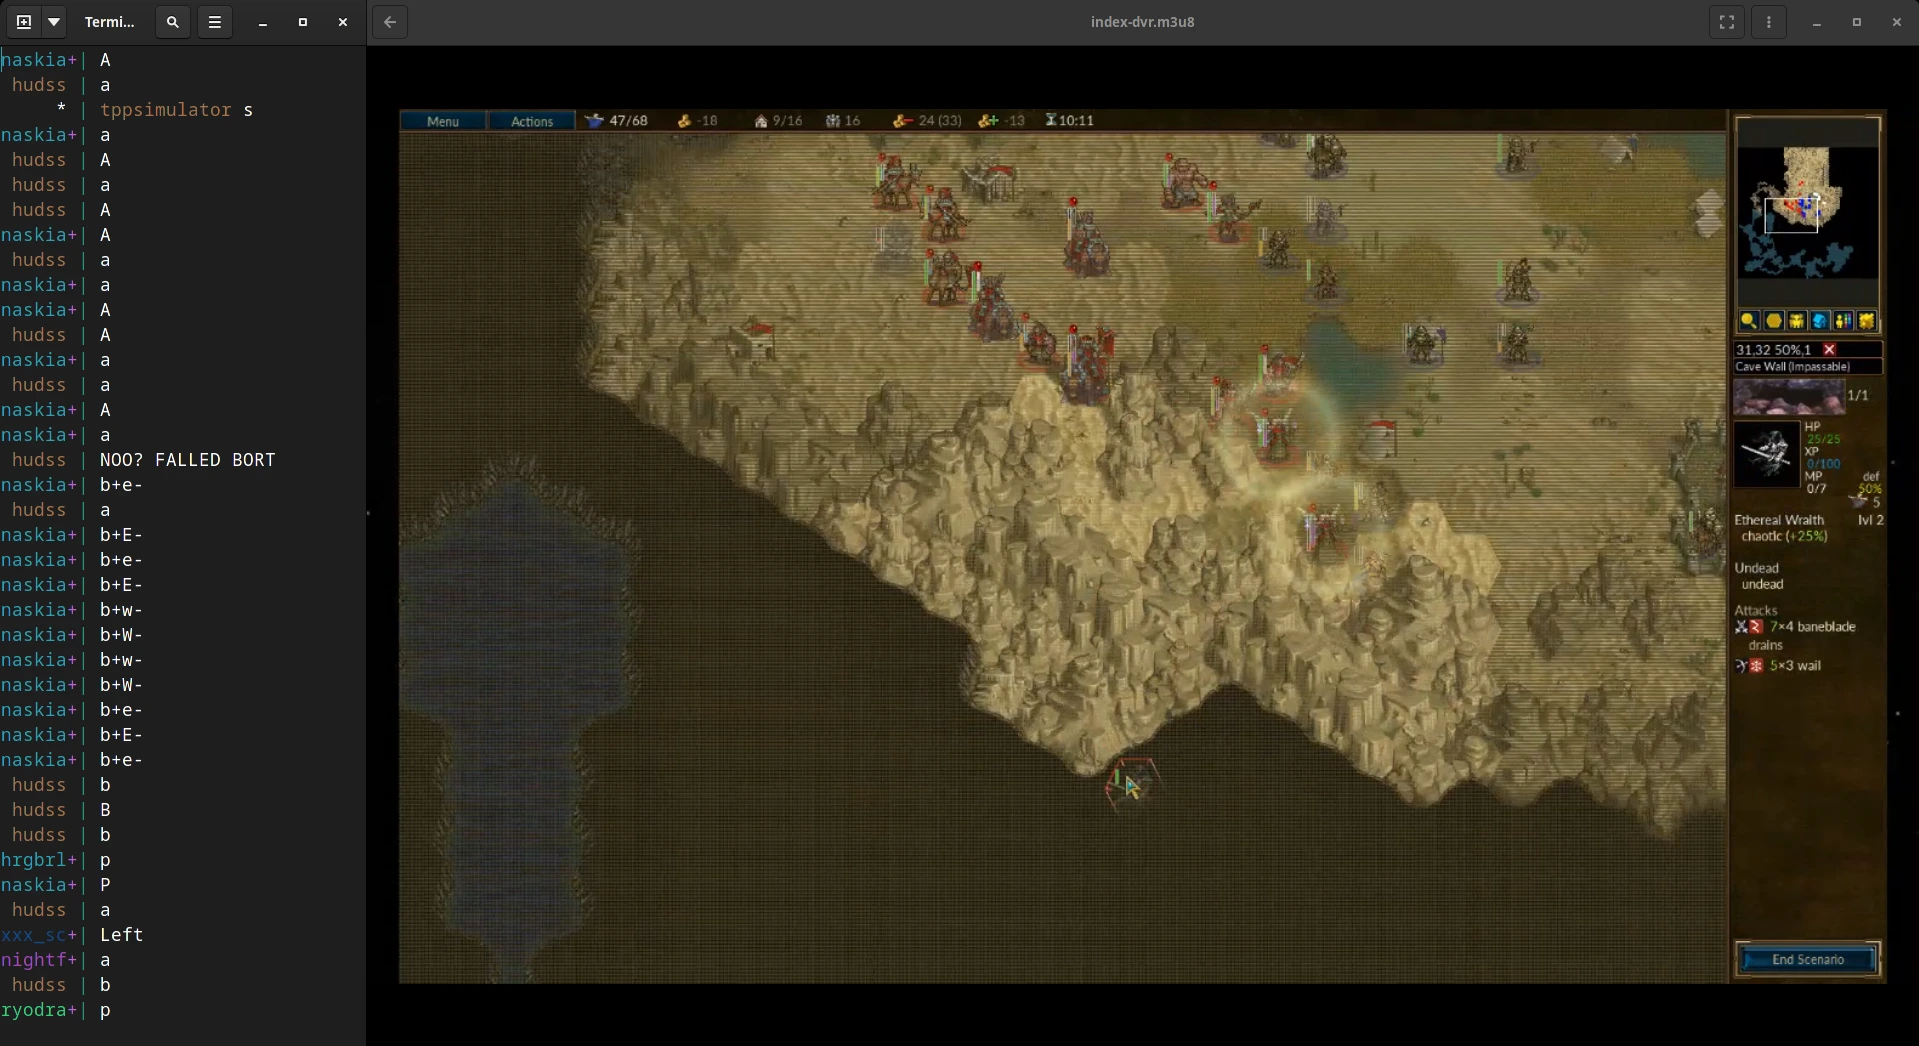 Termi...
index-dvr.m3u8
naskia+| A
hudss | a
* | tppsimulator s
naskia+| a
hudss | A
hudss | a
hudss | A
naskia+| A
hudss | a
naskia+| a
naskia+| A
hudss | A
naskia+| a
hudss | a
naskia+| A
naskia+| a
hudss | NOO? FALLED BORT
naskia+| b+e-
hudss | a
naskia+| b+E-
naskia+| b+e-
naskia+| b+E-
naskia+| b+w-
naskia+| b+W-
naskia+| b+w-
naskia+| b+W-
naskia+| b+e-
naskia+| b+E-
naskia+| b+e-
hudss | b
hudss | B
hudss | b
hrgbrl+| p
naskia+| P
hudss | a
xxx_sc+| Left
nightf+| a
hudss | b
ryodra+| p
Menu Actions 47/68 -18 9/16 16 24 (33) -13 10:11
31,32 50%,1
Cave Wall (Impassable)
1/1
HP
25/25
XP
0/100
MP def
0/7 50%
5
Ethereal Wraith lvl 2
chaotic (+25%)
Undead
undead
Attacks
7×4 baneblade
drains
5×3 wail
End Scenario